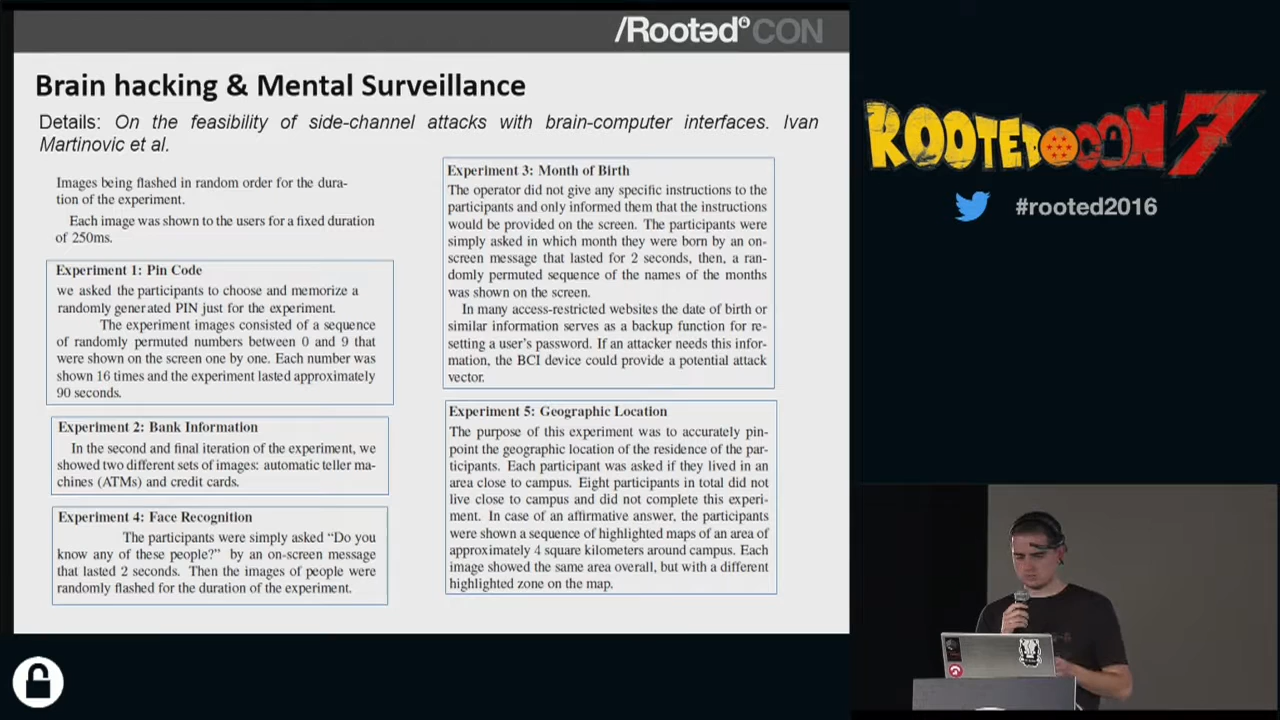 /RootedCON
Brain hacking & Mental Surveillance
Details: On the feasibility of side-channel attacks with brain-computer interfaces. Ivan
Martinovic et al.
Images being flashed in random order for the dura-
tion of the experiment.
Each image was shown to the users for a fixed duration
of 250ms.
Experiment 1: Pin Code
we asked the participants to choose and memorize a
randomly generated PIN just for the experiment.
The experiment images consisted of a sequence
of randomly permuted numbers between 0 and 9 that
were shown on the screen one by one. Each number was
shown 16 times and the experiment lasted approximately
90 seconds.
Experiment 2: Bank Information
In the second and final iteration of the experiment, we
showed two different sets of images: automatic teller ma-
chines (ATMs) and credit cards.
Experiment 4: Face Recognition
The participants were simply asked “Do you
know any of these people?” by an on-screen message
that lasted 2 seconds. Then the images of people were
randomly flashed for the duration of the experiment.
Experiment 3: Month of Birth
The operator did not give any specific instructions to the
participants and only informed them that the instructions
would be provided on the screen. The participants were
simply asked in which month they were born by an on-
screen message that lasted for 2 seconds, then, a ran-
domly permuted sequence of the names of the months
was shown on the screen.
In many access-restricted websites the date of birth or
similar information serves as a backup function for re-
setting a user's password. If an attacker needs this infor-
mation, the BCI device could provide a potential attack
vector.
Experiment 5: Geographic Location
The purpose of this experiment was to accurately pin-
point the geographic location of the residence of the par-
ticipants. Each participant was asked if they lived in an
area close to campus. Eight participants in total did not
live close to campus and did not complete this experi-
ment. In case of an affirmative answer, the participants
were shown a sequence of highlighted maps of an area of
approximately 4 square kilometers around campus. Each
image showed the same area overall, but with a different
highlighted zone on the map.
ROOTEDCON 7
#rooted2016